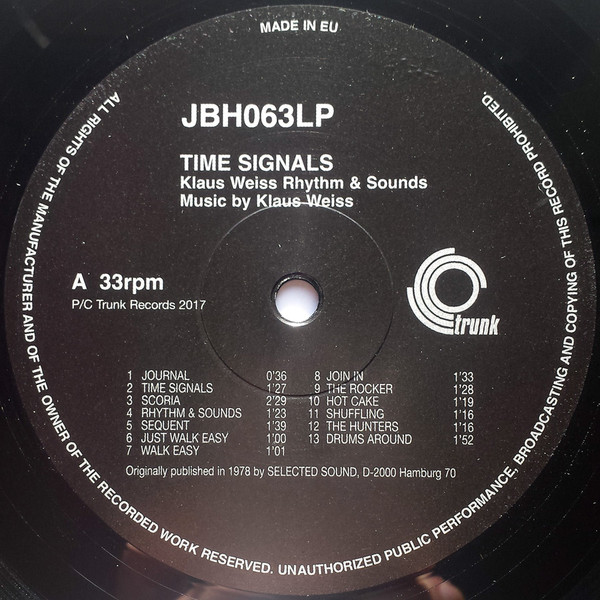 MADE IN EU
JBH063LP
TIME SIGNALS
Klaus Weiss Rhythm & Sounds
Music by Klaus Weiss
A 33rpm
P/C Trunk Records 2017
trunk
1 JOURNAL 0'36
2 TIME SIGNALS 1'27
3 SCORIA 2'29
4 RHYTHM & SOUNDS 1'23
5 SEQUENT 1'39
6 JUST WALK EASY 1'00
7 WALK EASY 1'01
8 JOIN IN 1'33
9 THE ROCKER 1'28
10 HOT CAKE 1'19
11 SHUFFLING 1'16
12 THE HUNTERS 1'16
13 DRUMS AROUND 1'52
Originally published in 1978 by SELECTED SOUND, D-2000 Hamburg 70
ALL RIGHTS OF THE MANUFACTURER AND OF THE OWNER OF THE RECORDED WORK RESERVED. UNAUTHORIZED PUBLIC PERFORMANCE, BROADCASTING AND COPYING OF THIS RECORD PROHIBITED.